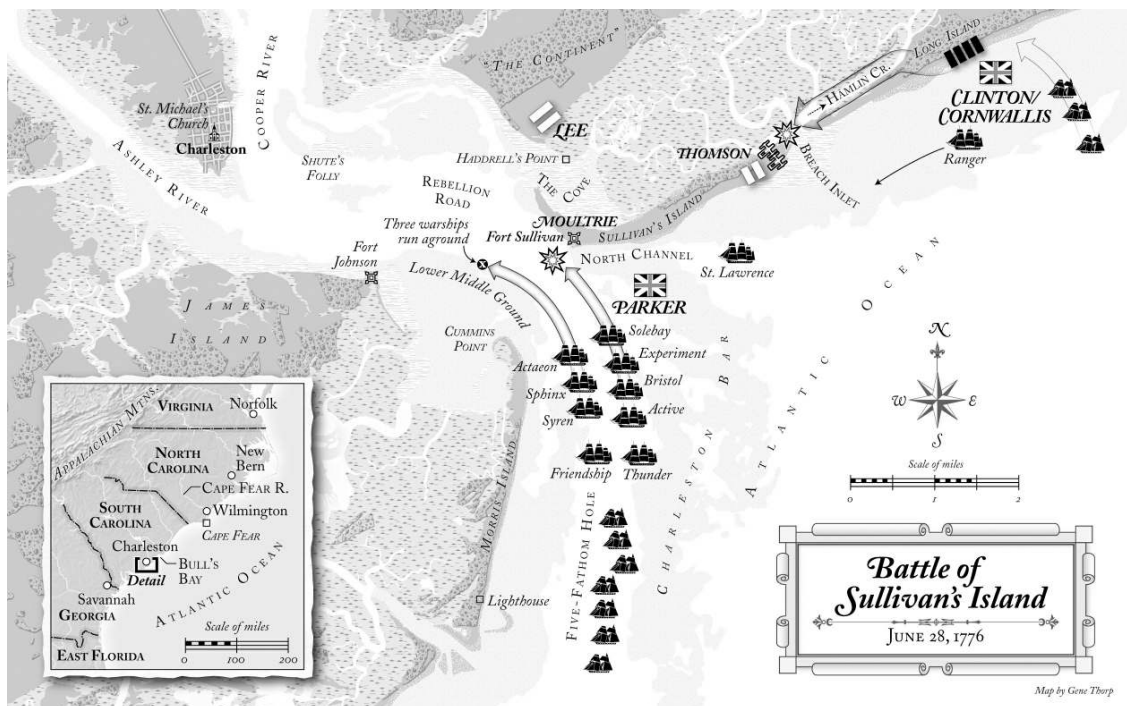 "The Continent"
Long Island
Hamlin Cr.
Clinton/
Cornwallis
Ranger
Cooper River
St. Michael's
Church
Charleston
Ashley River
Lee
Haddrell's Point
Thomson
Breach Inlet
Shute's
Folly
Rebellion
Road
The Cove
Moultrie
Fort Sullivan
Sullivan's Island
Three warships
run aground
X
North Channel
St. Lawrence
Fort
Johnson
Lower Middle Ground
Parker
James
Island
Cummins
Point
Solebay
Actaeon
Experiment
Sphinx
Bristol
Syren
Active
Friendship
Thunder
Morris Island
Five-Fathom Hole
Charleston Bar
Atlantic Ocean
Lighthouse
N
W
E
S
Scale of miles
0 1 2
Appalachian Mtns.
Virginia
Norfolk
North
Carolina
New
Bern
Cape Fear R.
South
Carolina
Wilmington
Cape Fear
Charleston
Bull's
Bay
Detail
Savannah
Georgia
Atlantic Ocean
East Florida
Scale of miles
0 100 200
Battle of
Sullivan's Island
June 28, 1776
Map by Gene Thorp